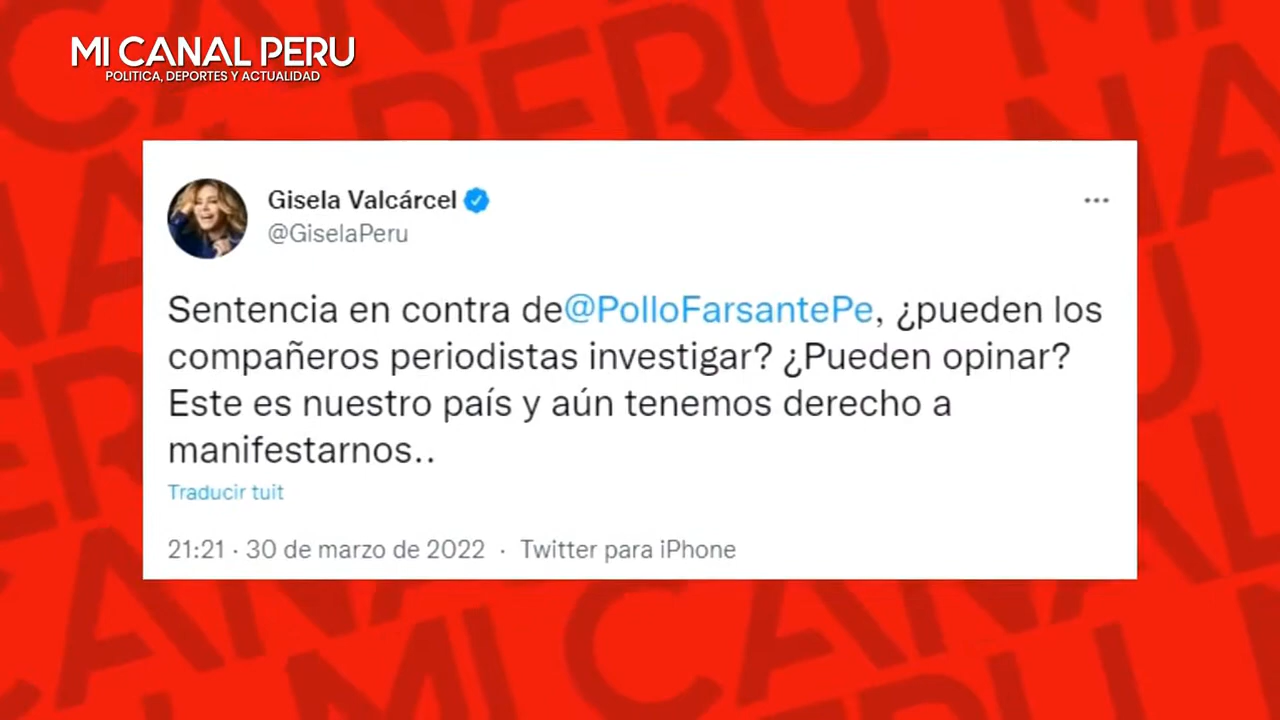 MI CANAL PERU
POLITICA, DEPORTES Y ACTUALIDAD
Gisela Valcárcel
@GiselaPeru
Sentencia en contra de@PolloFarsantePe, ¿pueden los
compañeros periodistas investigar? ¿Pueden opinar?
Este es nuestro país y aún tenemos derecho a
manifestarnos..
Traducir tuit
21:21 · 30 de marzo de 2022 · Twitter para iPhone